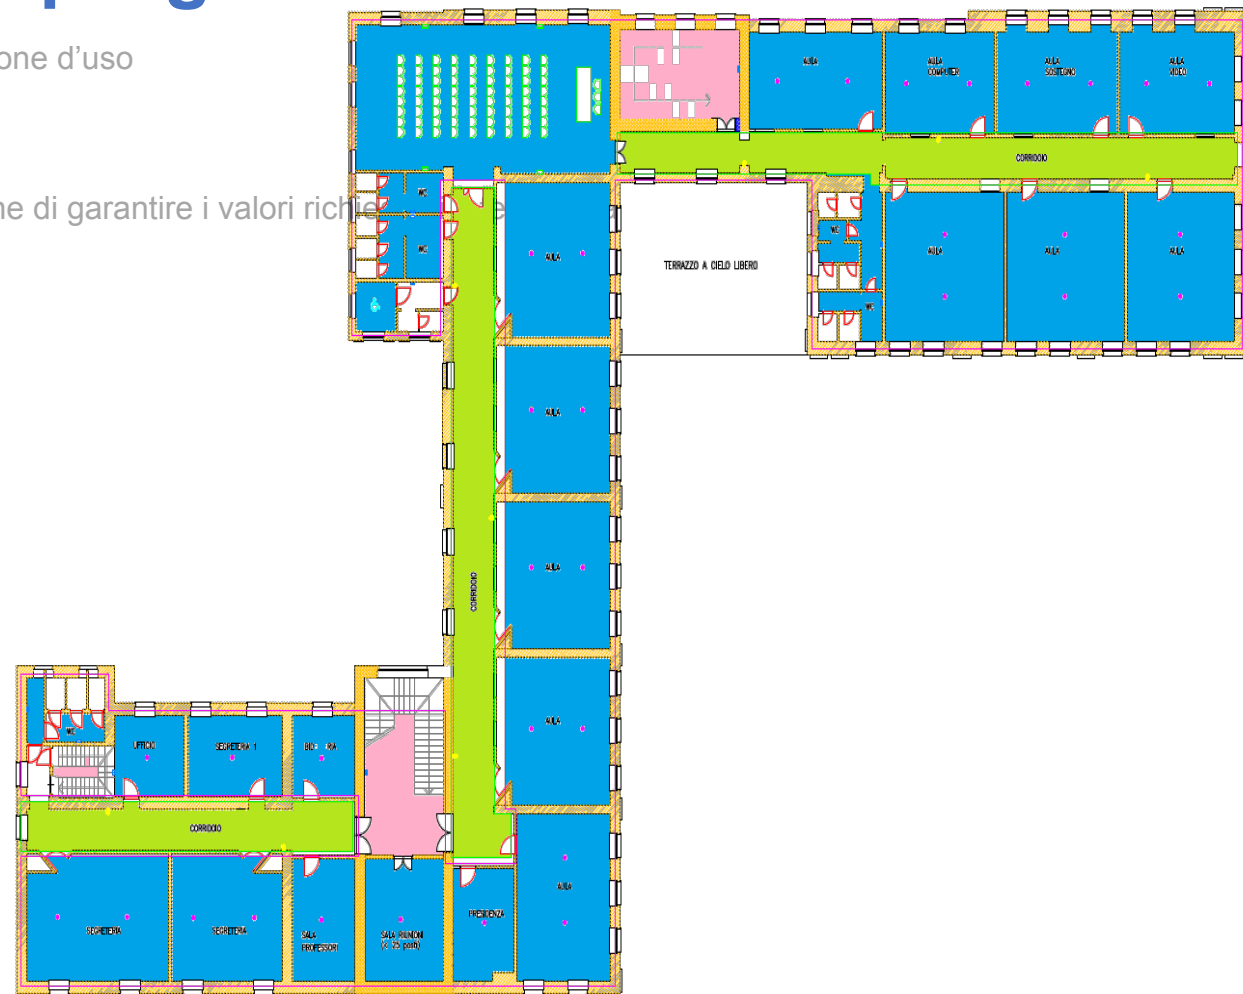 one d'uso
ne di garantire i valori richie
AULA
AULA
COMPUTER
AULA
SOSTEGNO
AULA
VIDEO
CORRIDOIO
WC
WC
AULA
TERRAZZO A CIELO LIBERO
WC
WC
AULA
AULA
AULA
AULA
AULA
CORRIDOIO
AULA
WC
UFFICIO
SEGRETERIA 1
CORRIDOIO
SEGRETERIA
SEGRETERIA
SALA
PROFESSORI
SALA RIUNIONI
(< 25 posti)
PRESIDENZA
AULA